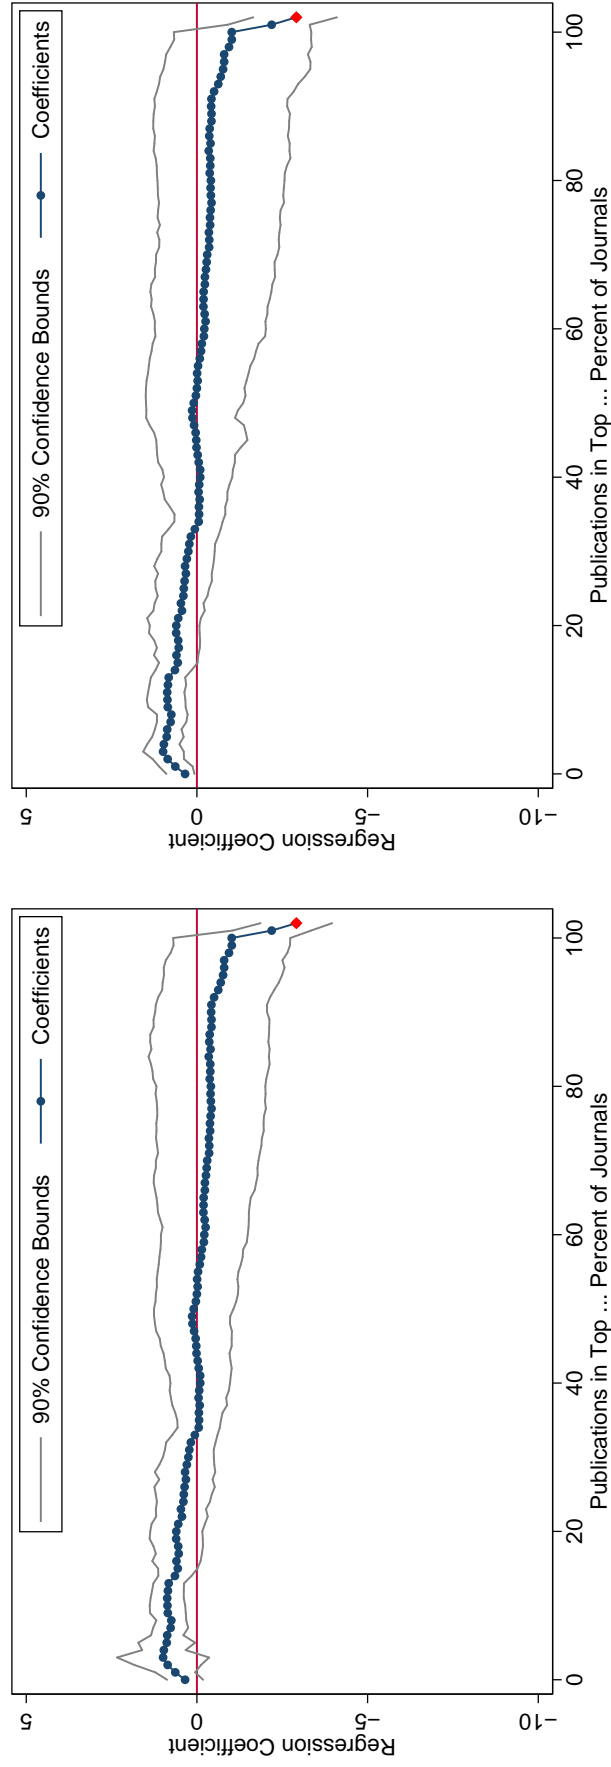 90% Confidence Bounds Coefficients
5
0
−5
−10
Regression Coefficient
0 20 40 60 80 100
Publications in Top ... Percent of Journals
90% Confidence Bounds Coefficients
5
0
−5
−10
Regression Coefficient
0 20 40 60 80 100
Publications in Top ... Percent of Journals